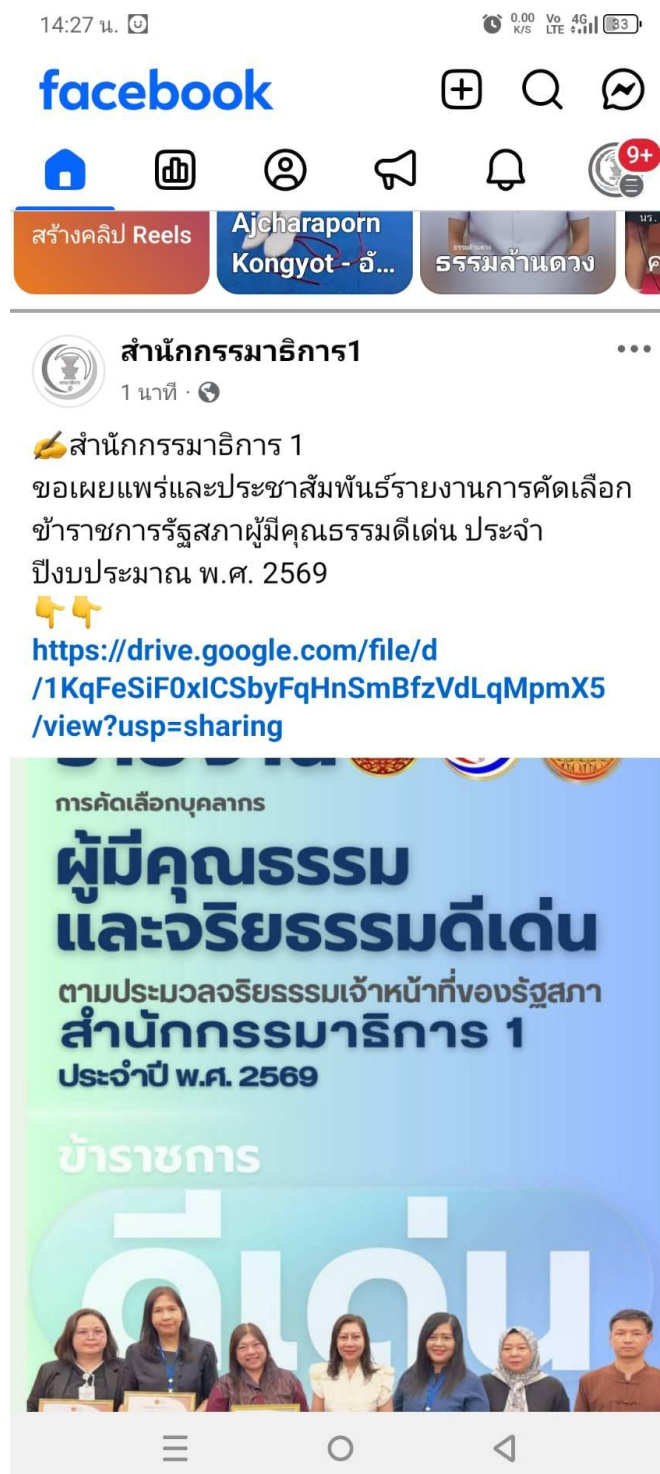 14:27 น.
0.00 K/S Vo LTE 4G 33
facebook
9+
สร้างคลิป Reels
Ajcharaporn
Kongyot - อั...
ธรรมล้านดวง
นร.
สำนักกรรมาธิการ1
1 นาที ·
✍️สำนักกรรมาธิการ 1
ขอเผยแพร่และประชาสัมพันธ์รายงานการคัดเลือก
ข้าราชการรัฐสภาผู้มีคุณธรรมดีเด่น ประจำ
ปีงบประมาณ พ.ศ. 2569
👇👇
https://drive.google.com/file/d
/1KqFeSiF0xICSbyFqHnSmBfzVdLqMpmX5
/view?usp=sharing
การคัดเลือกบุคลากร
ผู้มีคุณธรรม
และจริยธรรมดีเด่น
ตามประมวลจริยธรรมเจ้าหน้าที่ของรัฐสภา
สำนักกรรมาธิการ 1
ประจำปี พ.ศ. 2569
ข้าราชการ
ดีเด่น